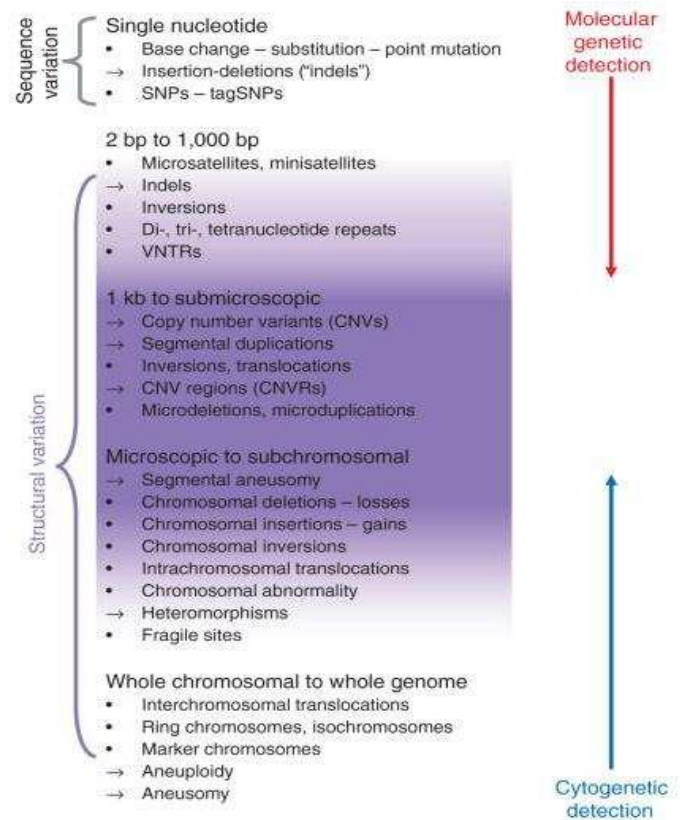 Sequence
variation
Single nucleotide
• Base change – substitution – point mutation
→ Insertion-deletions (“indels”)
• SNPs – tagSNPs
Molecular
genetic
detection
Structural variation
2 bp to 1,000 bp
• Microsatellites, minisatellites
→ Indels
• Inversions
• Di-, tri-, tetranucleotide repeats
• VNTRs
1 kb to submicroscopic
→ Copy number variants (CNVs)
→ Segmental duplications
• Inversions, translocations
→ CNV regions (CNVRs)
• Microdeletions, microduplications
Microscopic to subchromosomal
→ Segmental aneusomy
• Chromosomal deletions – losses
• Chromosomal insertions – gains
• Chromosomal inversions
• Intrachromosomal translocations
• Chromosomal abnormality
→ Heteromorphisms
• Fragile sites
Whole chromosomal to whole genome
• Interchromosomal translocations
• Ring chromosomes, isochromosomes
• Marker chromosomes
→ Aneuploidy
→ Aneusomy
Cytogenetic
detection